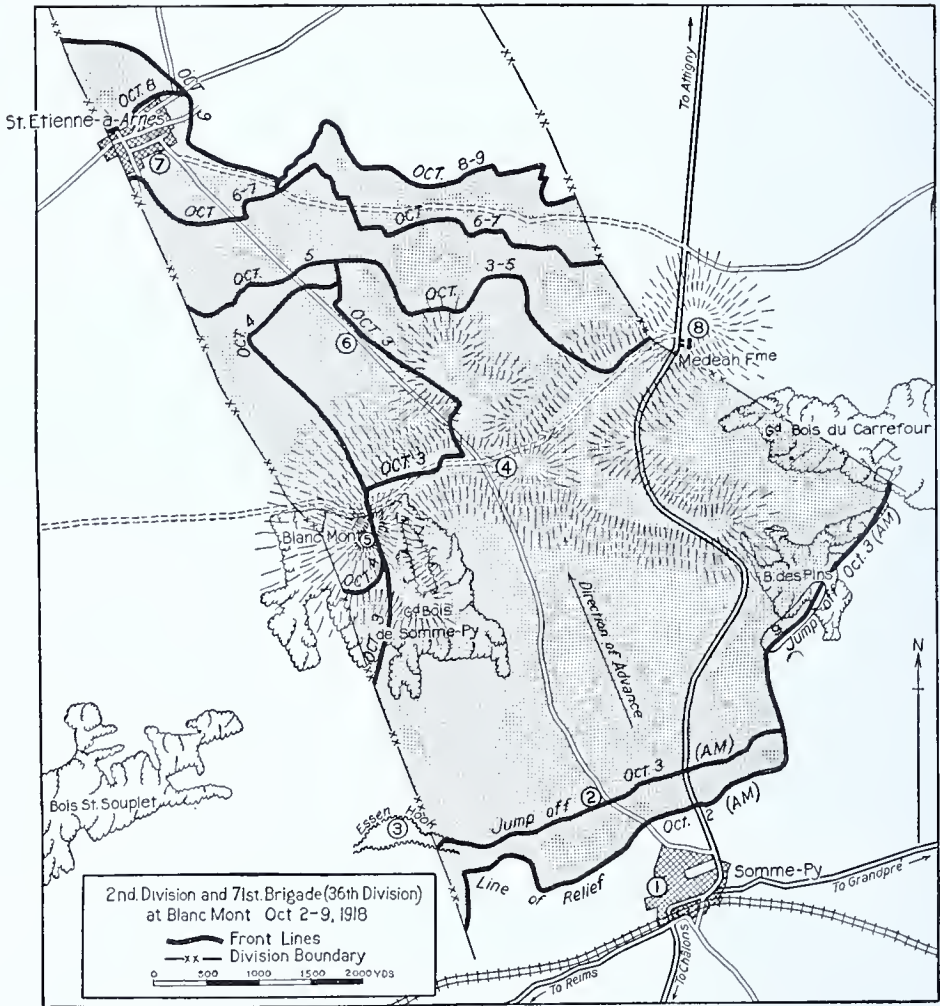 To Attigny
OCT. 8
OCT
9
St. Etienne-à-Arnes
7
OCT. 8-9
6-7
OCT
OCT 6-7
OCT. 5
3-5
OCT.
OCT. 4
6
OCT. 3
8
Medeah Fme
Gd Bois du Carrefour
OCT 3
4
Blanc Mont
5
OCT 4
B. des Pins
Jump off Oct. 3 (AM)
Gd Bois
de Somme-Py
OCT 3
Direction of Advance
N
Bois St. Souplet
Essen Hook
3
Jump off Oct. 3 (AM)
2
Line of Relief Oct. 2 (AM)
1
Somme-Py
To Grandpré
To Reims
To Châlons
2nd. Division and 71st. Brigade (36th Division)
at Blanc Mont Oct 2-9, 1918
Front Lines
xx Division Boundary
0 500 1000 1500 2000 YDS